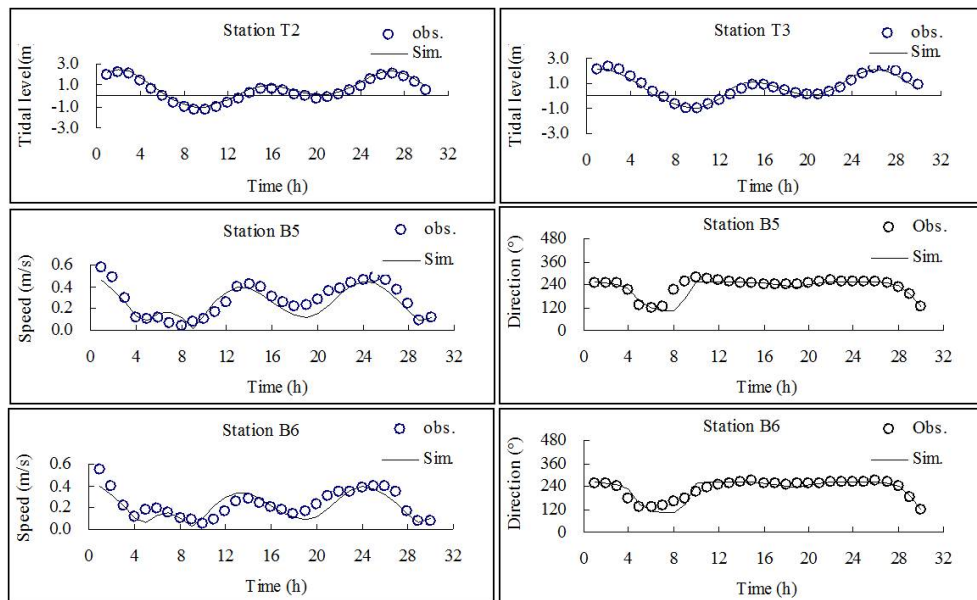 Station T2
obs.
Sim.
Tidal level(m
3.0
1.0
-1.0
-3.0
0 4 8 12 16 20 24 28 32
Time (h)
Station T3
obs.
Sim.
Tidal level(m
3.0
1.0
-1.0
-3.0
0 4 8 12 16 20 24 28 32
Time (h)
Station B5
obs.
Sim.
Speed (m/s)
0.6
0.4
0.2
0.0
0 4 8 12 16 20 24 28 32
Time (h)
Station B5
Obs.
Sim.
Direction (°)
480
360
240
120
0
0 4 8 12 16 20 24 28 32
Time (h)
Station B6
obs.
Sim.
Speed (m/s)
0.6
0.4
0.2
0.0
0 4 8 12 16 20 24 28 32
Time (h)
Station B6
Obs.
Sim.
Direction (°)
480
360
240
120
0
0 4 8 12 16 20 24 28 32
Time (h)